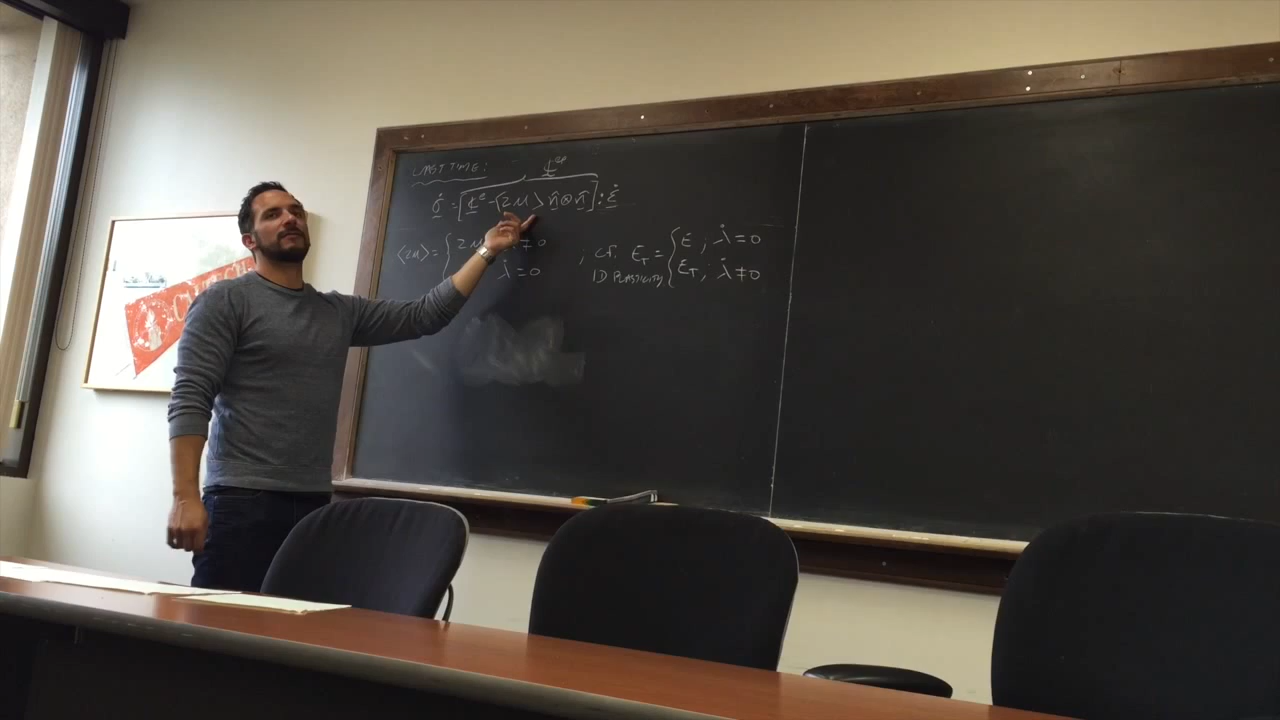 LAST TIME: ℂ^ep
σ̇ = [ℂ^e - ⟨2μ⟩ n̂⊗n̂] : ε̇
⟨2μ⟩ = { 2μ ≠ 0 ; cf. E_T = { E , λ̇ = 0
λ̇ = 0 1D PLASTICITY E_T , λ̇ ≠ 0